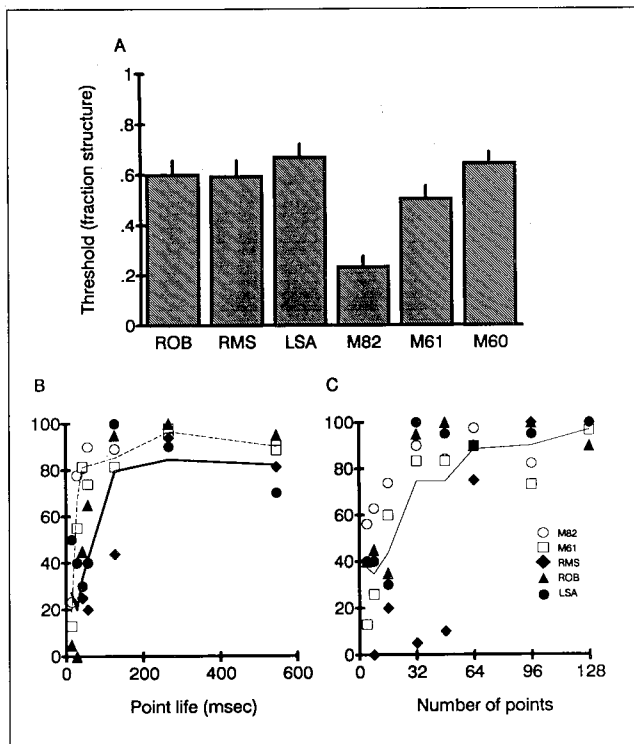 A
Threshold (fraction structure)
1
.8
.6
.4
.2
0
ROB RMS LSA M82 M61 M60
B
100
80
60
40
20
0
0 200 400 600
Point life (msec)
C
100
80
60
40
20
0
0 32 64 96 128
Number of points
M82
M61
RMS
ROB
LSA